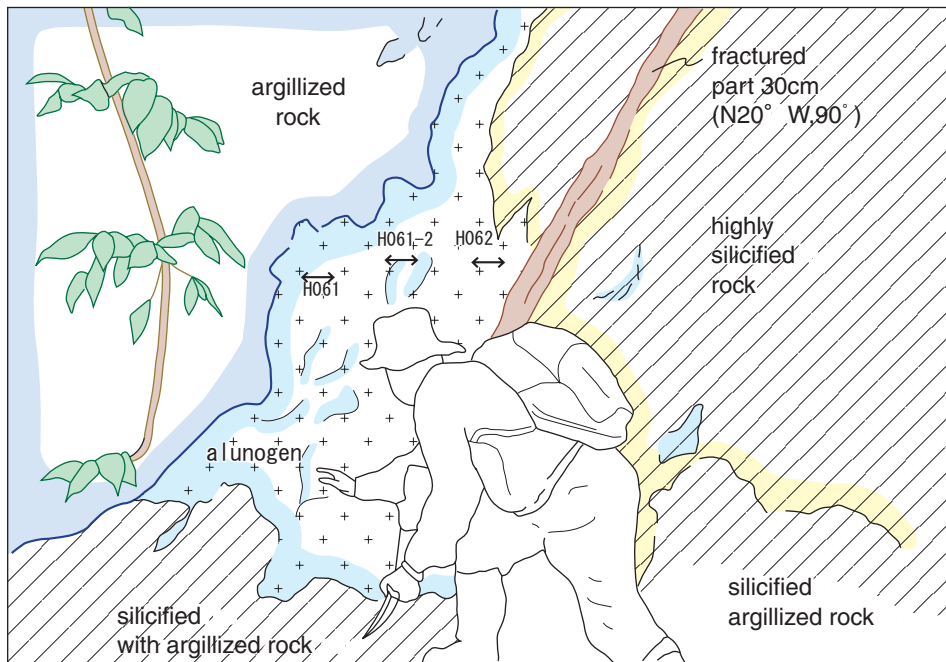 argillized
rock
fractured
part 30cm
(N20° W,90°)
H061-2
H062
H061
highly
silicified
rock
alunogen
silicified
with argillized rock
silicified
argillized rock